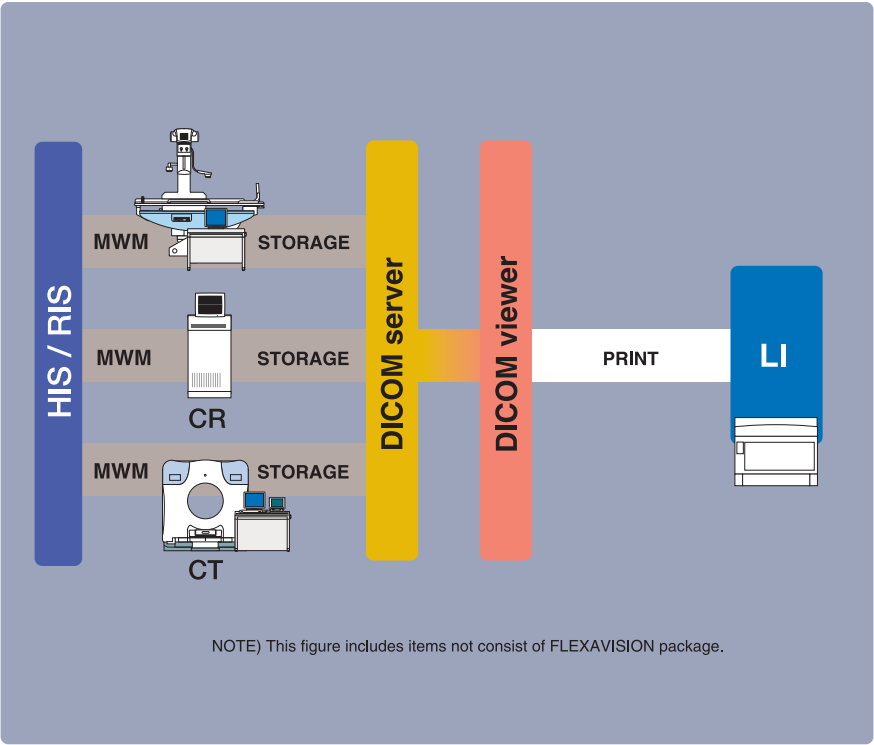 HIS / RIS
MWM
STORAGE
MWM
STORAGE
CR
MWM
STORAGE
CT
DICOM server
DICOM viewer
PRINT
LI
NOTE) This figure includes items not consist of FLEXAVISION package.